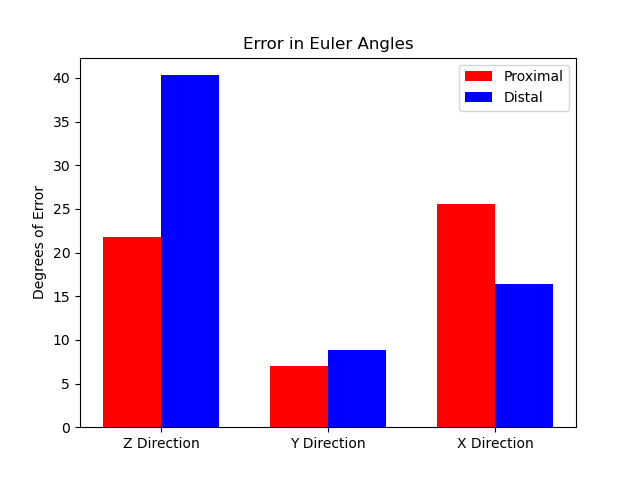 Error in Euler Angles
Proximal
Distal
Degrees of Error
40
35
30
25
20
15
10
5
0
Z Direction Y Direction X Direction